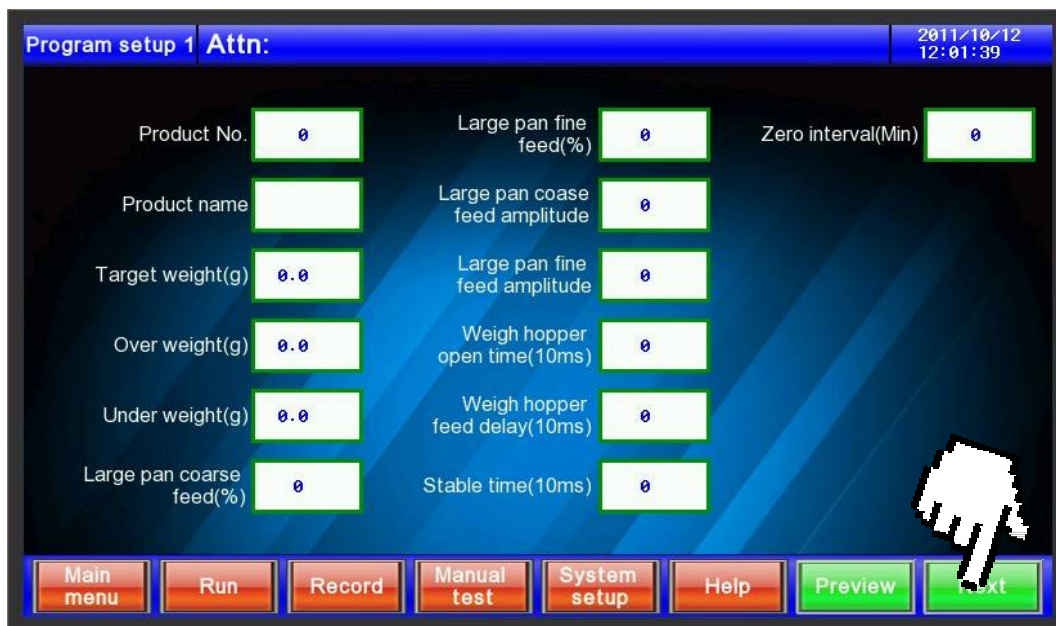 Program setup 1 Attn:
2011/10/12
12:01:39
Product No.
0
Product name
Target weight(g)
0.0
Over weight(g)
0.0
Under weight(g)
0.0
Large pan coarse
feed(%)
0
Large pan fine
feed(%)
0
Large pan coase
feed amplitude
0
Large pan fine
feed amplitude
0
Weigh hopper
open time(10ms)
0
Weigh hopper
feed delay(10ms)
0
Stable time(10ms)
0
Zero interval(Min)
0
Main
menu
Run
Record
Manual
test
System
setup
Help
Preview
Next